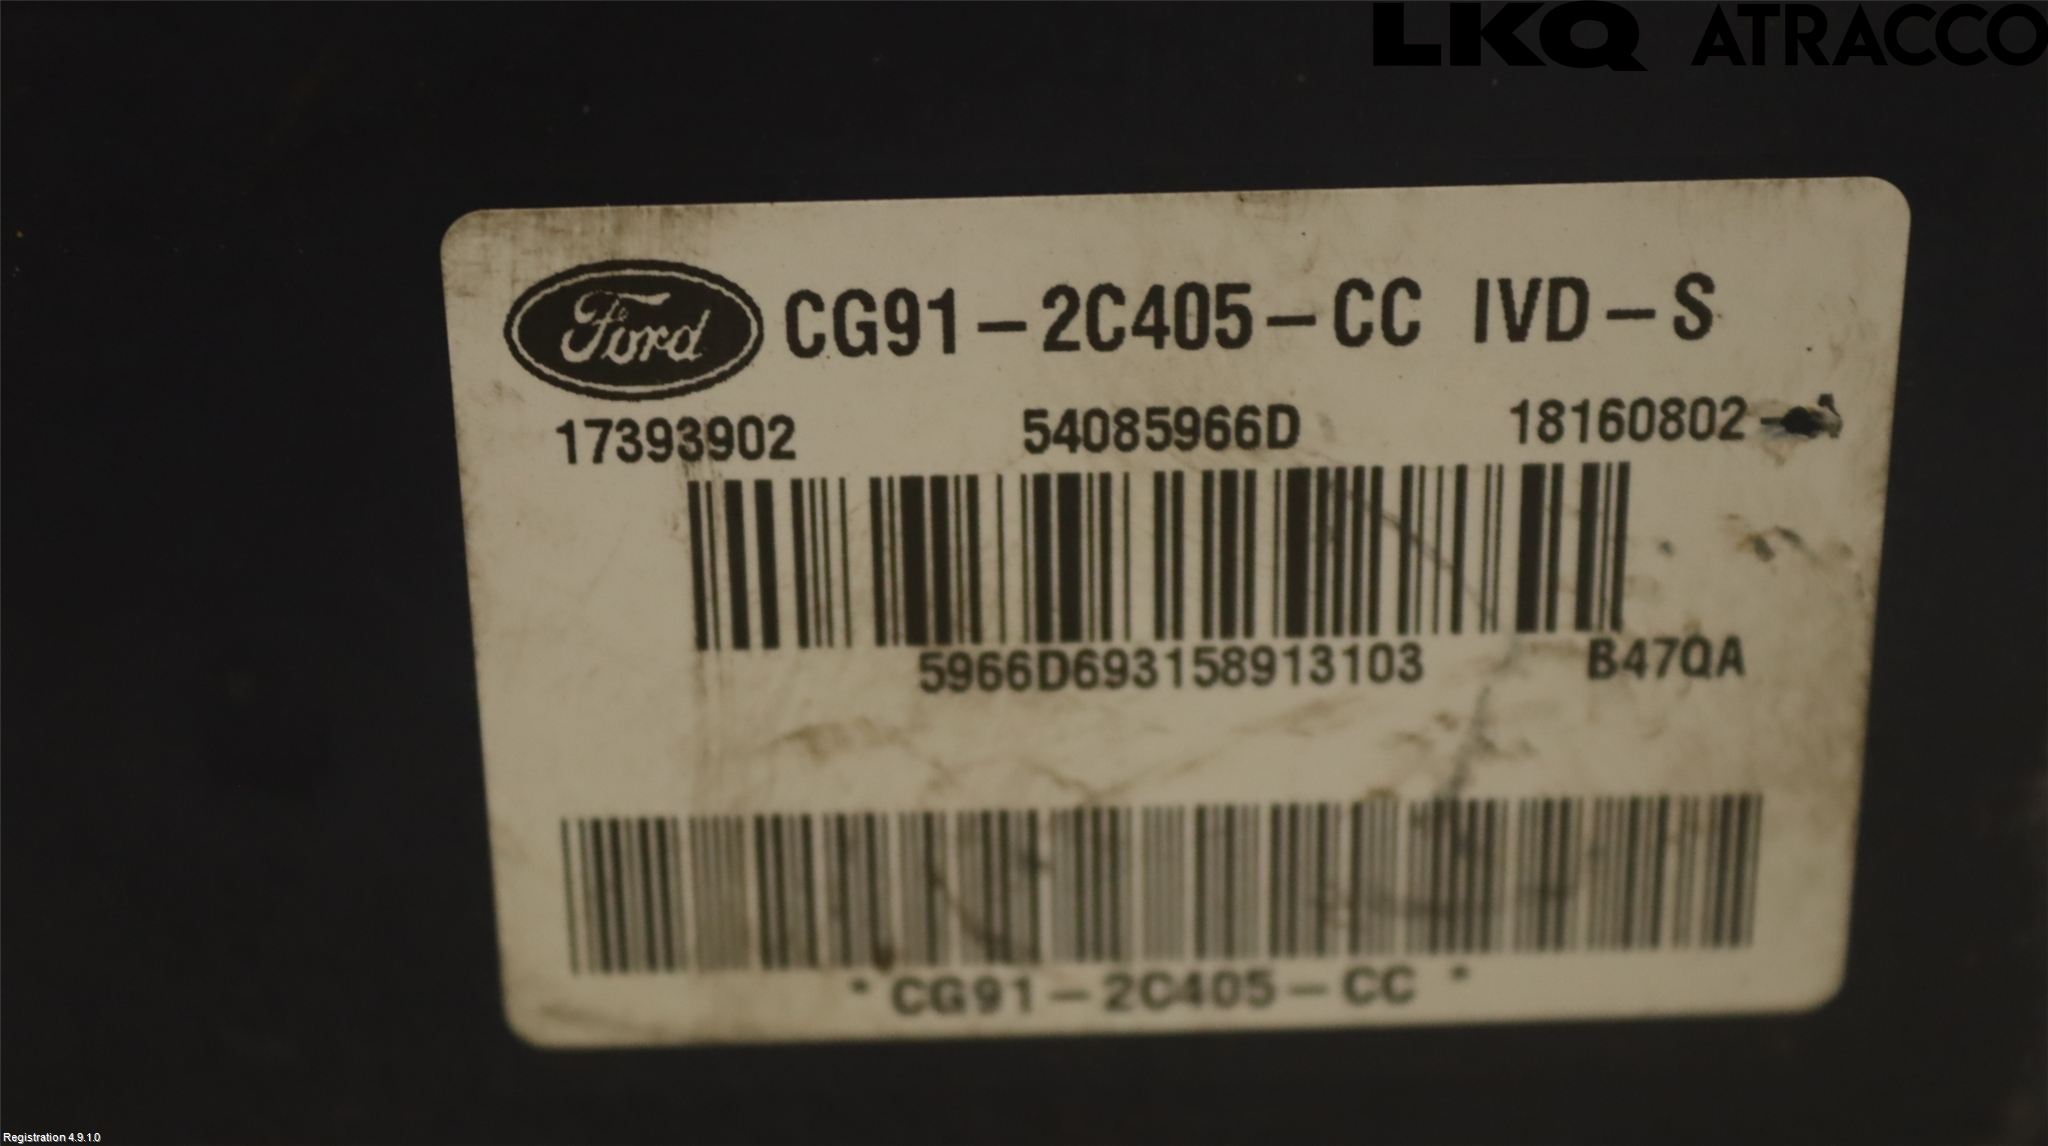 LKQ ATRACCO
Ford CG91-2C405-CC IVD-S
17393902 54085966D 18160802
5966D693158913103 B47QA
* CG91-2C405-CC *
Registration 4.9.1.0